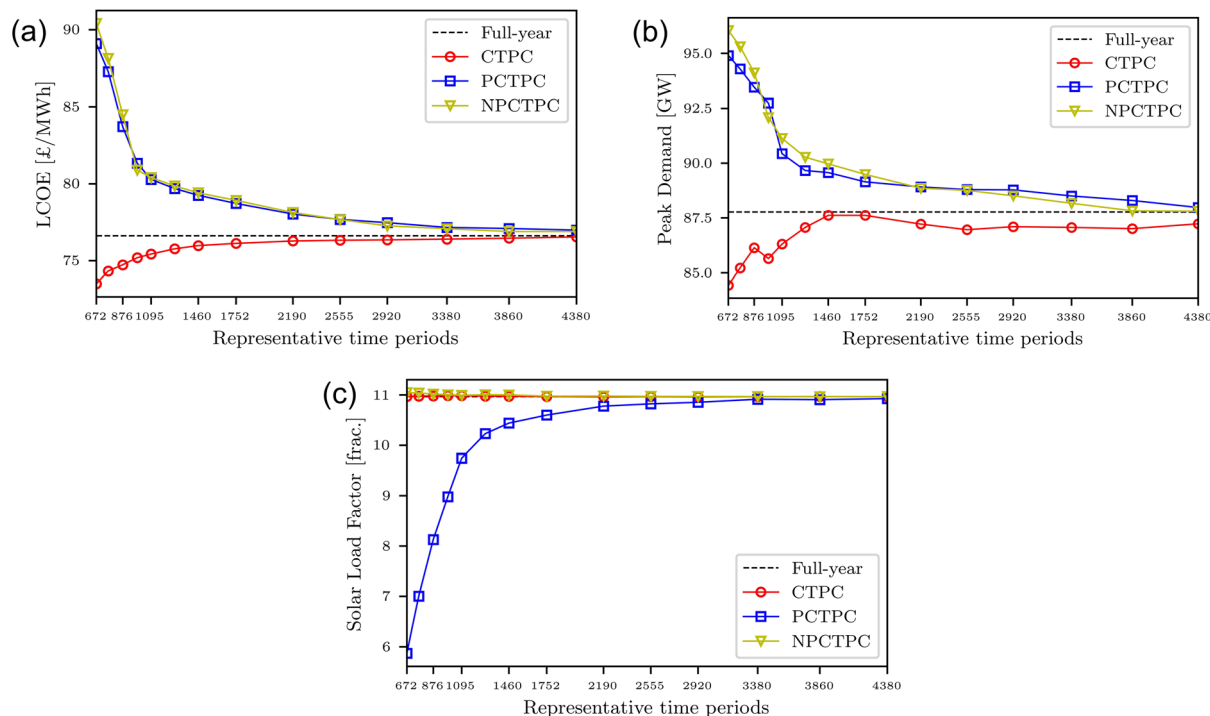 (a)
LCOE [£/MWh]
90
85
80
75
Full-year
CTPC
PCTPC
NPCTPC
672 876 1095 1460 1752 2190 2555 2920 3380 3860 4380
Representative time periods
(b)
Peak Demand [GW]
95.0
92.5
90.0
87.5
85.0
Full-year
CTPC
PCTPC
NPCTPC
672 876 1095 1460 1752 2190 2555 2920 3380 3860 4380
Representative time periods
(c)
Solar Load Factor [frac.]
11
10
9
8
7
6
Full-year
CTPC
PCTPC
NPCTPC
672 876 1095 1460 1752 2190 2555 2920 3380 3860 4380
Representative time periods